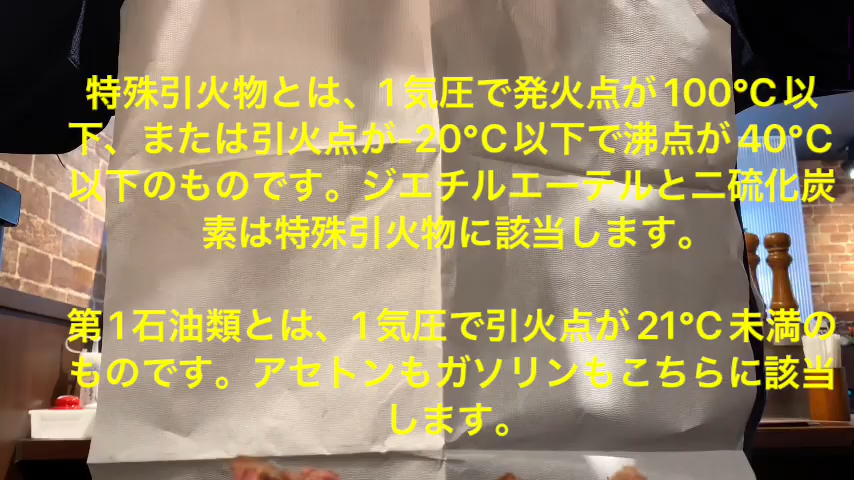 特殊引火物とは、1気圧で発火点が100°C以
下、または引火点が-20°C以下で沸点が40°C
以下のものです。ジエチルエーテルと二硫化炭
素は特殊引火物に該当します。
第1石油類とは、1気圧で引火点が21°C未満の
ものです。アセトンもガソリンもこちらに該当
します。